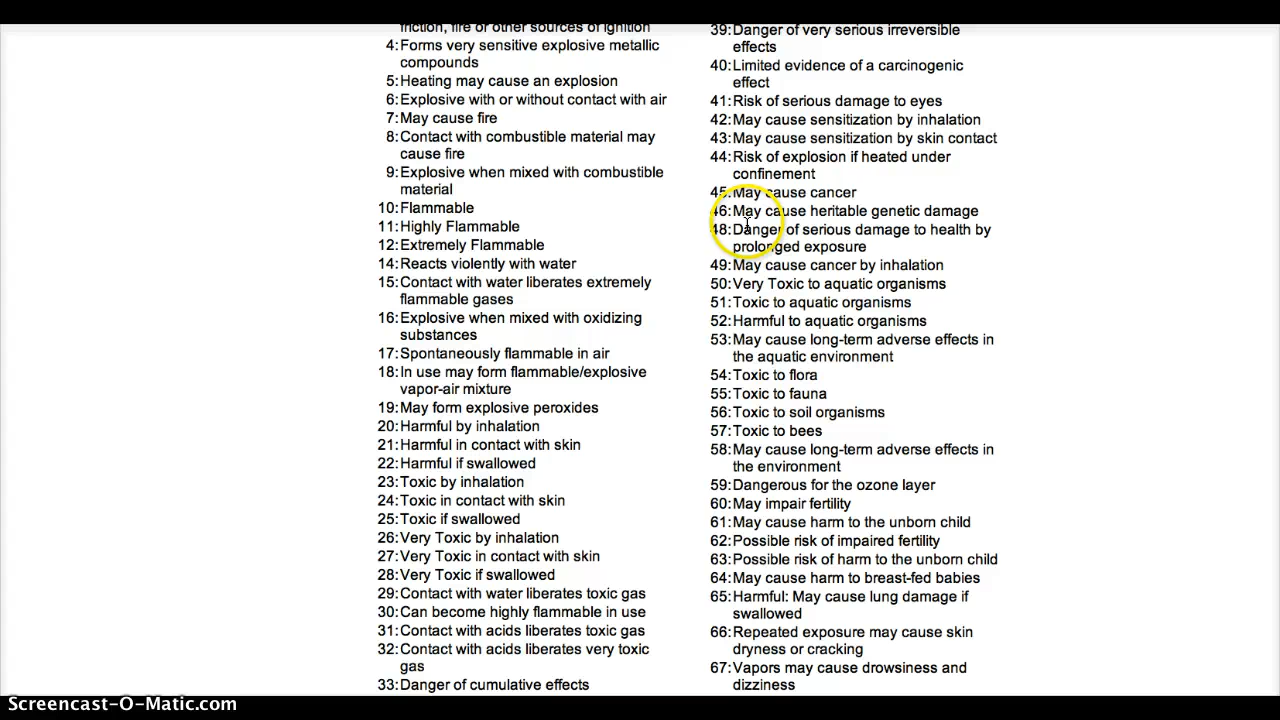 friction, fire or other sources of ignition
4: Forms very sensitive explosive metallic
compounds
5: Heating may cause an explosion
6: Explosive with or without contact with air
7: May cause fire
8: Contact with combustible material may
cause fire
9: Explosive when mixed with combustible
material
10: Flammable
11: Highly Flammable
12: Extremely Flammable
14: Reacts violently with water
15: Contact with water liberates extremely
flammable gases
16: Explosive when mixed with oxidizing
substances
17: Spontaneously flammable in air
18: In use may form flammable/explosive
vapor-air mixture
19: May form explosive peroxides
20: Harmful by inhalation
21: Harmful in contact with skin
22: Harmful if swallowed
23: Toxic by inhalation
24: Toxic in contact with skin
25: Toxic if swallowed
26: Very Toxic by inhalation
27: Very Toxic in contact with skin
28: Very Toxic if swallowed
29: Contact with water liberates toxic gas
30: Can become highly flammable in use
31: Contact with acids liberates toxic gas
32: Contact with acids liberates very toxic
gas
33: Danger of cumulative effects
39: Danger of very serious irreversible
effects
40: Limited evidence of a carcinogenic
effect
41: Risk of serious damage to eyes
42: May cause sensitization by inhalation
43: May cause sensitization by skin contact
44: Risk of explosion if heated under
confinement
45: May cause cancer
46: May cause heritable genetic damage
48: Danger of serious damage to health by
prolonged exposure
49: May cause cancer by inhalation
50: Very Toxic to aquatic organisms
51: Toxic to aquatic organisms
52: Harmful to aquatic organisms
53: May cause long-term adverse effects in
the aquatic environment
54: Toxic to flora
55: Toxic to fauna
56: Toxic to soil organisms
57: Toxic to bees
58: May cause long-term adverse effects in
the environment
59: Dangerous for the ozone layer
60: May impair fertility
61: May cause harm to the unborn child
62: Possible risk of impaired fertility
63: Possible risk of harm to the unborn child
64: May cause harm to breast-fed babies
65: Harmful: May cause lung damage if
swallowed
66: Repeated exposure may cause skin
dryness or cracking
67: Vapors may cause drowsiness and
dizziness
Screencast-O-Matic.com